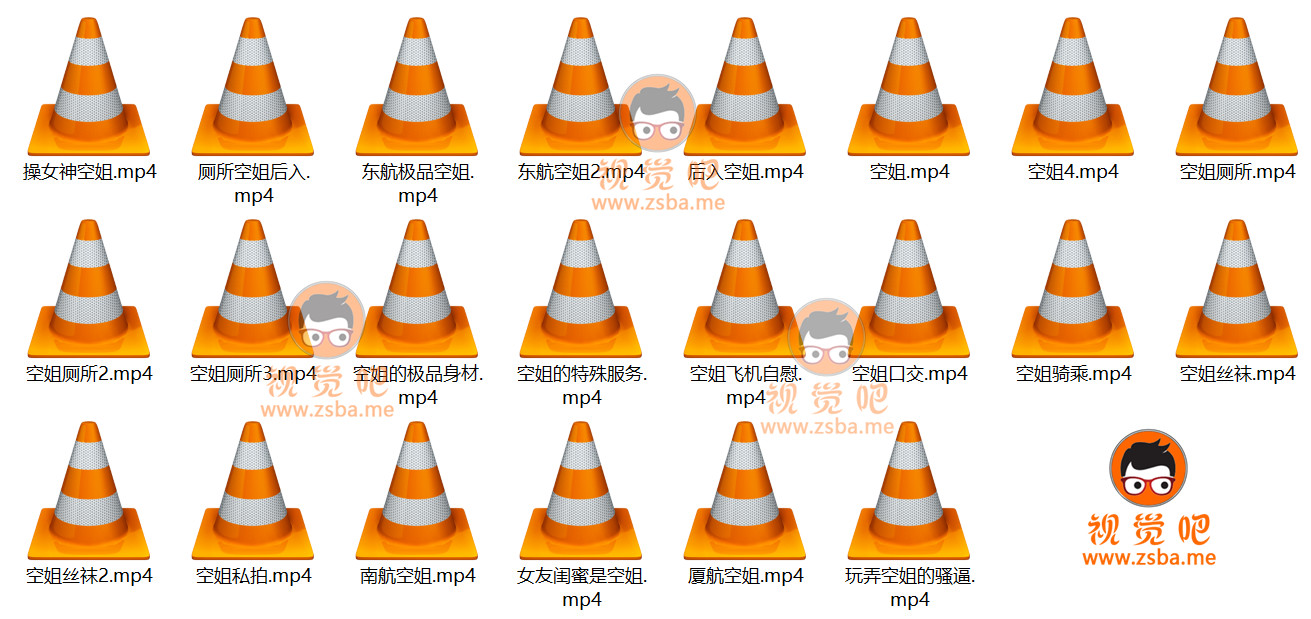 操女神空姐.mp4
厕所空姐后入.
mp4
东航极品空姐.
mp4
东航空姐2.mp4
后入空姐.mp4
空姐.mp4
空姐4.mp4
空姐厕所.mp4
视觉吧
www.zsba.me
空姐厕所2.mp4
空姐厕所3.mp4
空姐的极品身材.
mp4
空姐的特殊服务.
mp4
空姐飞机自慰.
mp4
空姐口交.mp4
空姐骑乘.mp4
空姐丝袜.mp4
视觉吧
www.zsba.me
视觉吧
www.zsba.me
空姐丝袜2.mp4
空姐私拍.mp4
南航空姐.mp4
女友闺蜜是空姐.
mp4
厦航空姐.mp4
玩弄空姐的骚逼.
mp4
视觉吧
www.zsba.me